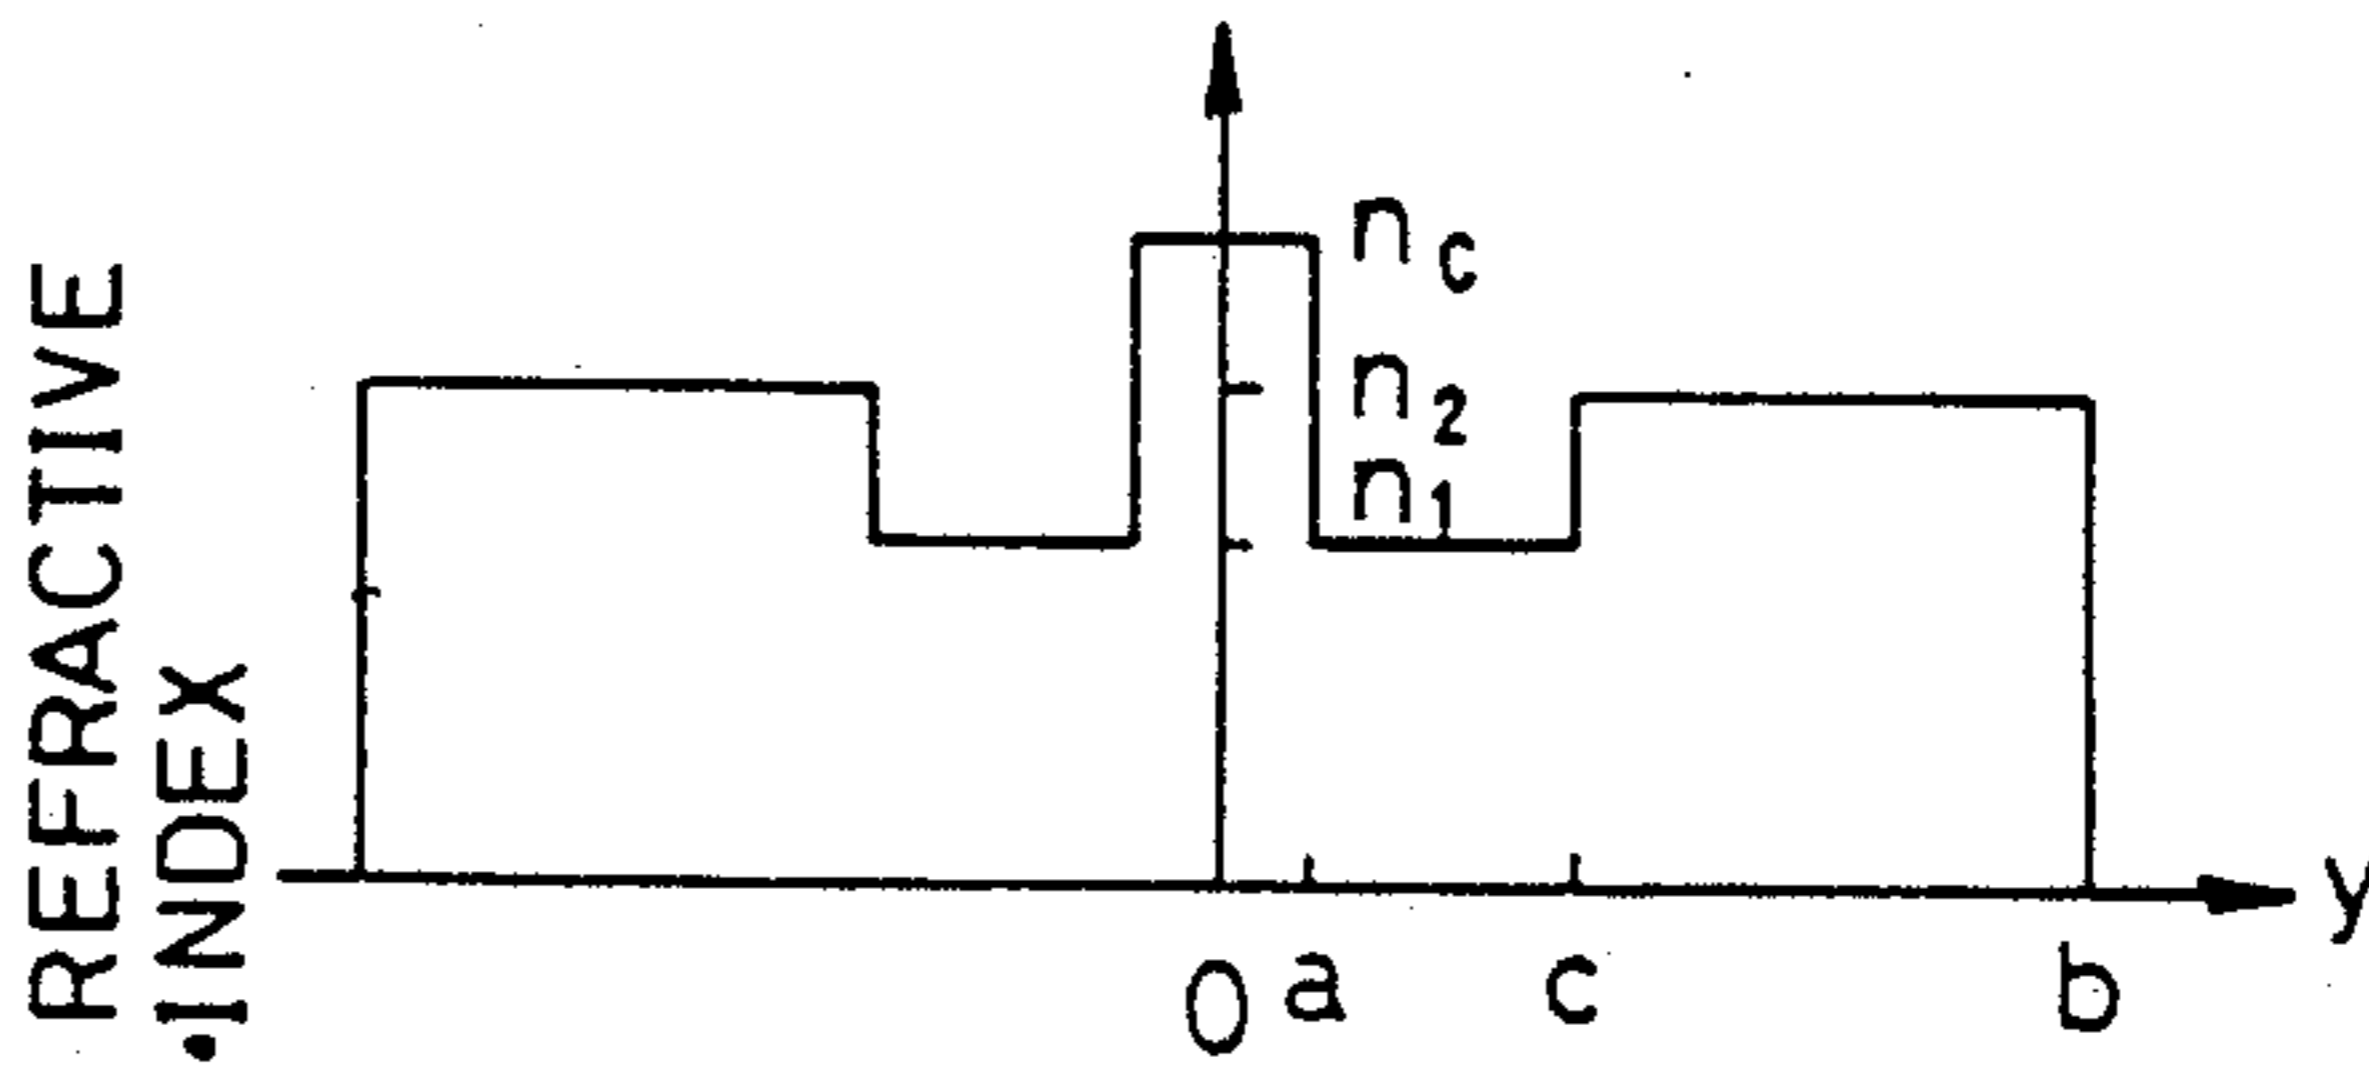 REFRACTIVE
INDEX
n_c
n_2
n_1
0 a c b
y